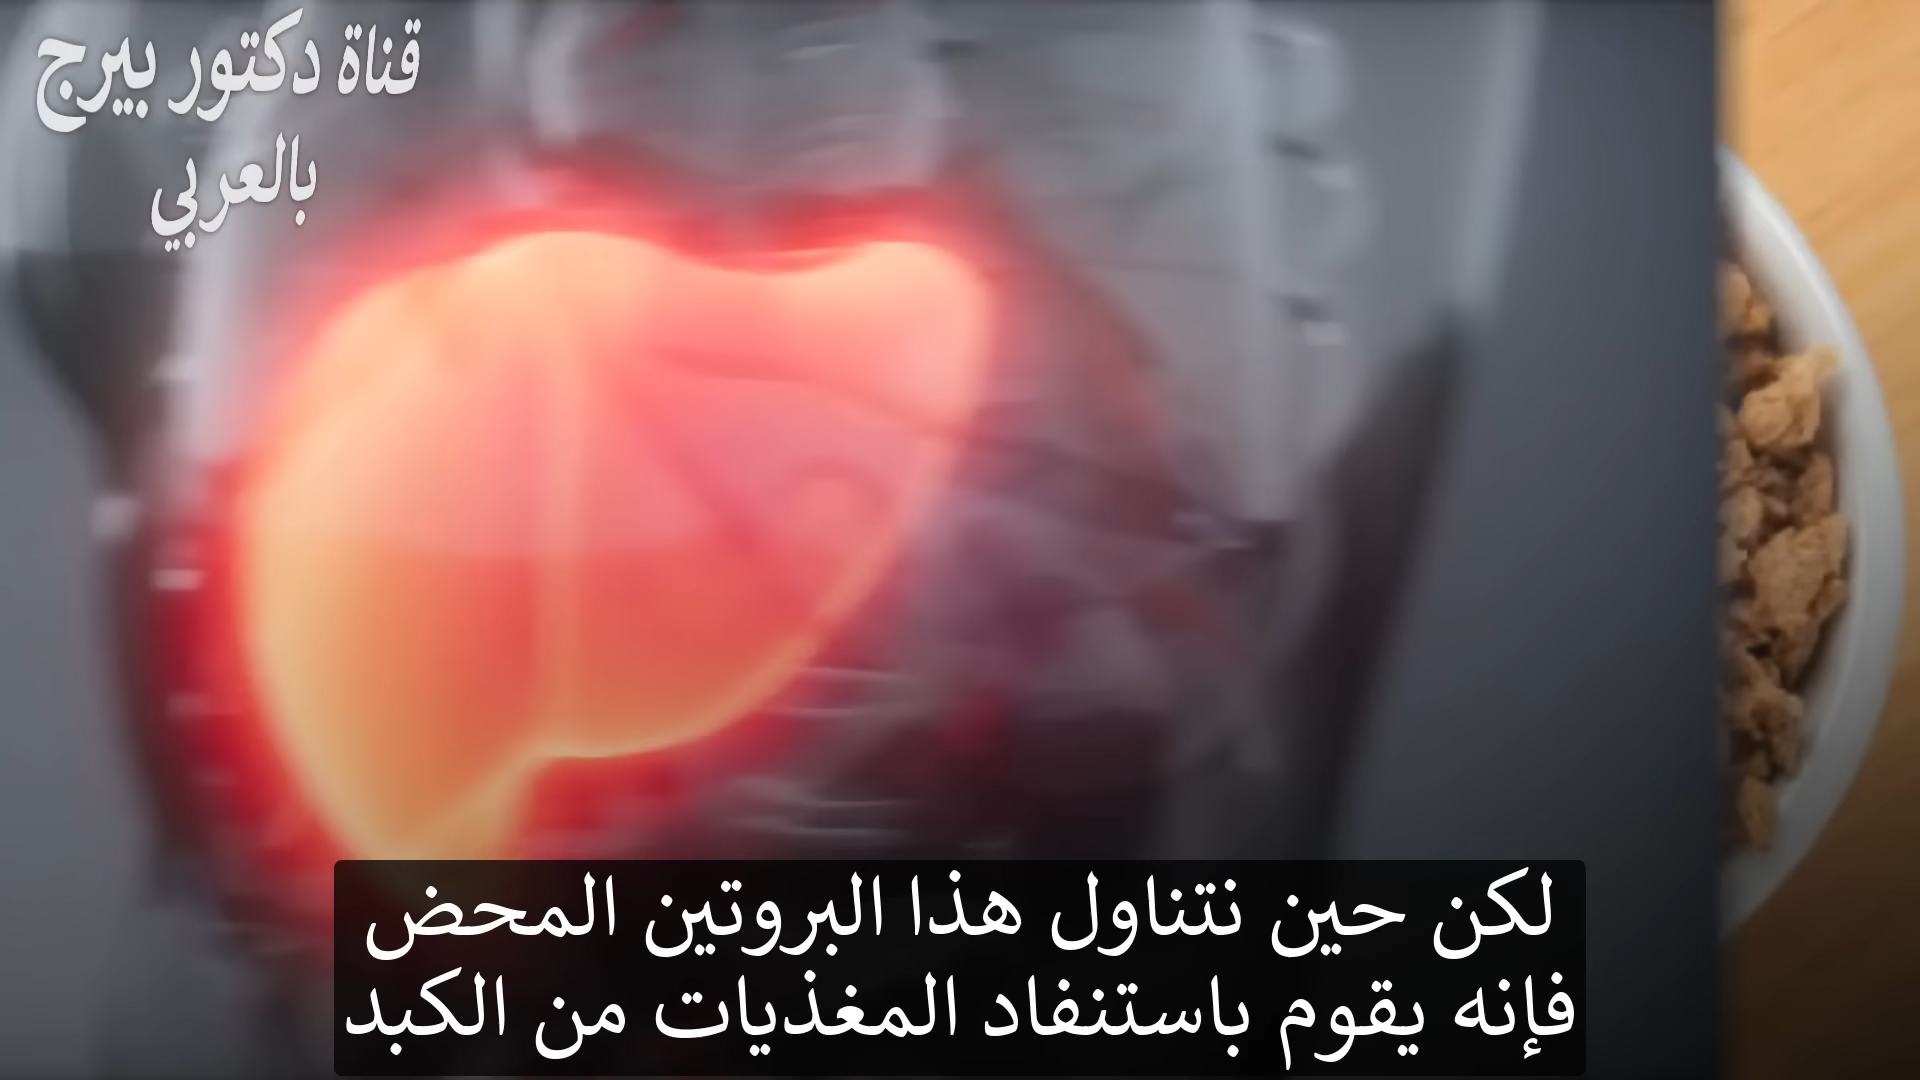 قناة دكتور بيرج
بالعربي
لكن حين نتناول هذا البروتين المحض
فإنه يقوم باستنفاد المغذيات من الكبد